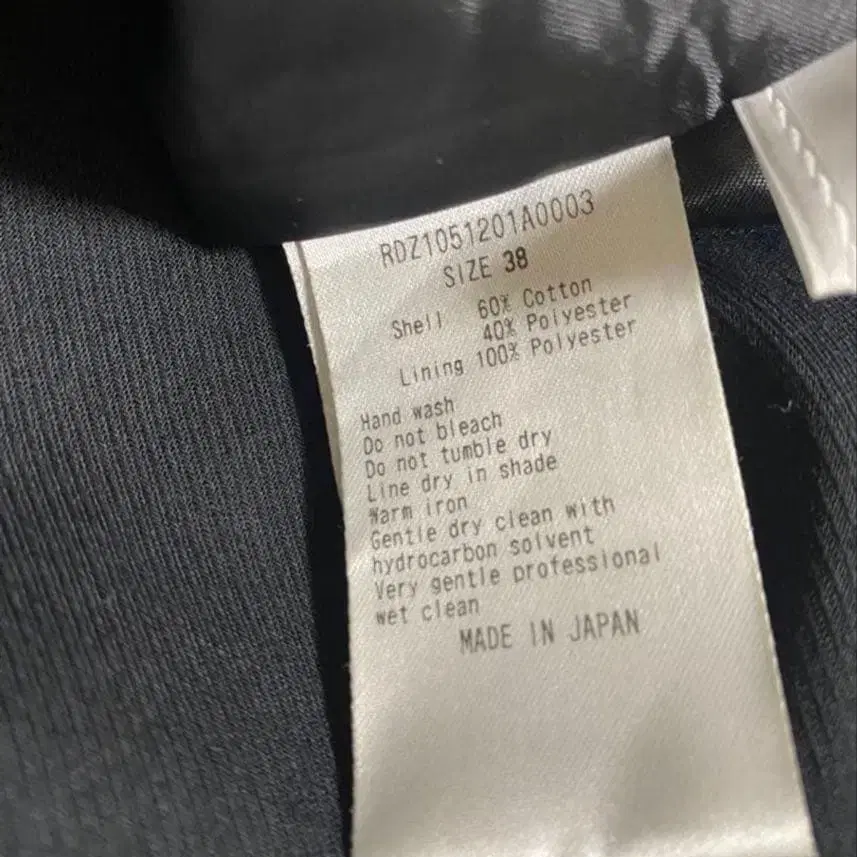 RDZ1051201A0003
SIZE 38
Shell 60% Cotton
40% Polyester
Lining 100% Polyester
Hand wash
Do not bleach
Do not tumble dry
Line dry in shade
Warm iron
Gentle dry clean with
hydrocarbon solvent
Very gentle professional
wet clean
MADE IN JAPAN